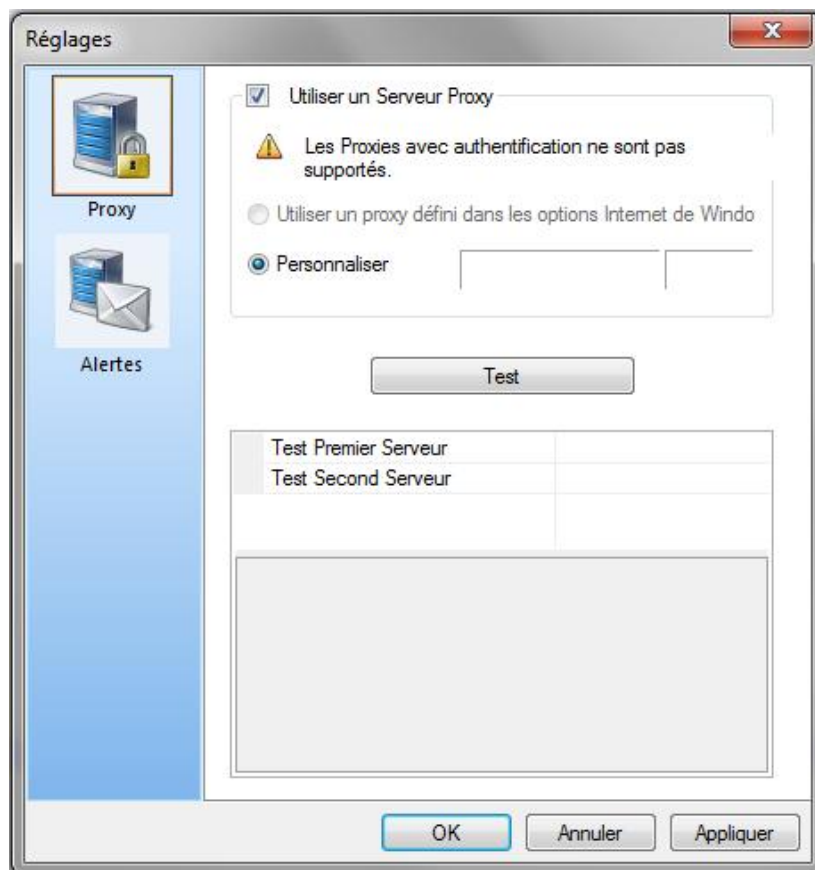 Réglages
Proxy
Alertes
Utiliser un Serveur Proxy
Les Proxies avec authentification ne sont pas
supportés.
Utiliser un proxy défini dans les options Internet de Windo
Personnaliser
Test
Test Premier Serveur
Test Second Serveur
OK
Annuler
Appliquer